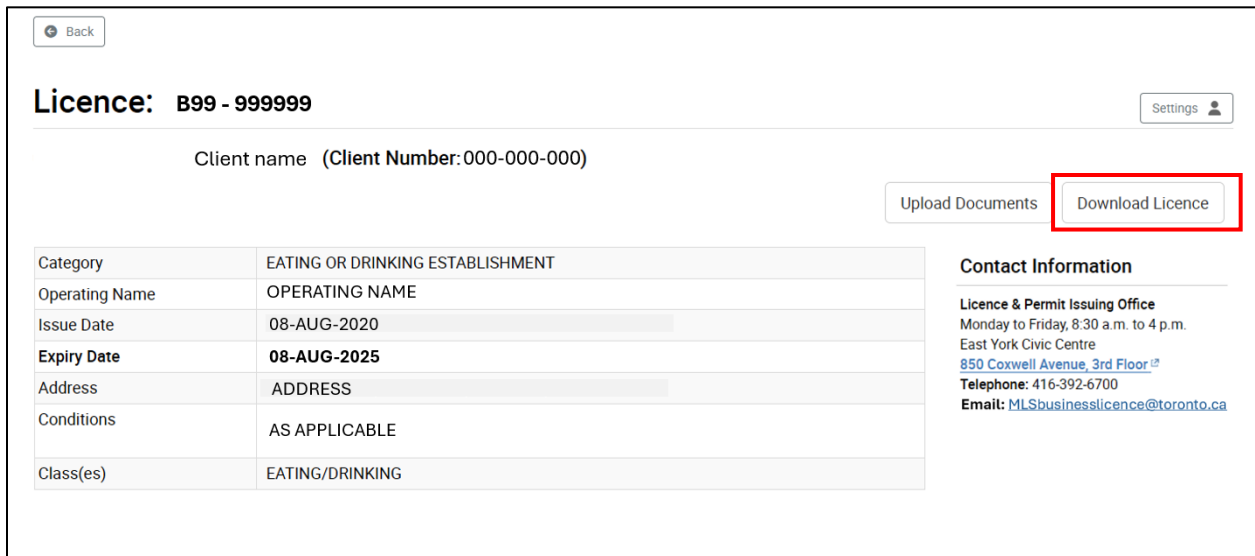 Back
Licence: B99 - 999999
Settings
Client name (Client Number: 000-000-000)
Upload Documents
Download Licence
Category EATING OR DRINKING ESTABLISHMENT
Operating Name OPERATING NAME
Issue Date 08-AUG-2020
Expiry Date 08-AUG-2025
Address ADDRESS
Conditions AS APPLICABLE
Class(es) EATING/DRINKING
Contact Information
Licence & Permit Issuing Office
Monday to Friday, 8:30 a.m. to 4 p.m.
East York Civic Centre
850 Coxwell Avenue, 3rd Floor
Telephone: 416-392-6700
Email: MLSbusinesslicence@toronto.ca